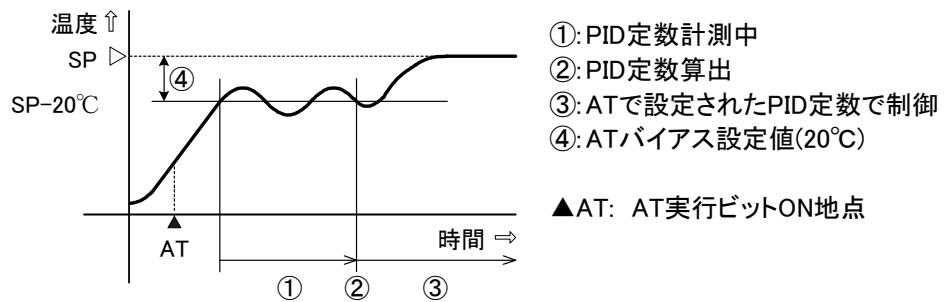 温度⇧
SP ▷
④
SP-20℃
AT
時間⇨
① ② ③
①:PID定数計測中
②:PID定数算出
③:ATで設定されたPID定数で制御
④:ATバイアス設定値(20℃)
▲AT: AT実行ビットON地点